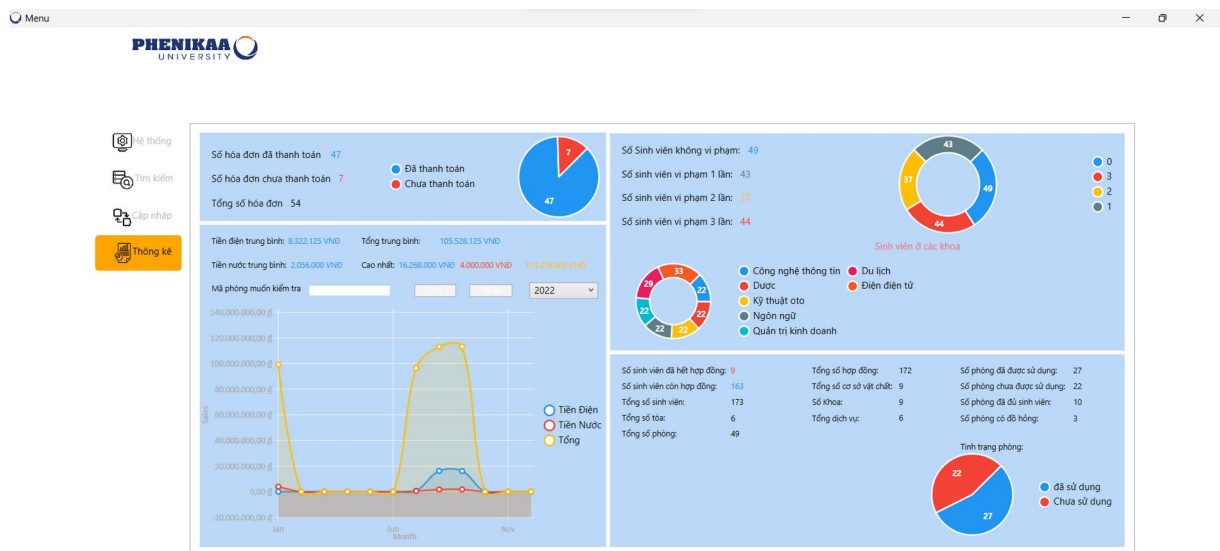 Menu
PHENIKAA
UNIVERSITY
Hệ thống
Tìm kiếm
Cập nhập
Thông kê
Số hóa đơn đã thanh toán 47
Số hóa đơn chưa thanh toán 7
Tổng số hóa đơn 54
Đã thanh toán
Chưa thanh toán
7
47
Số Sinh viên không vi phạm: 49
Số sinh viên vi phạm 1 lần: 43
Số sinh viên vi phạm 2 lần: 37
Số sinh viên vi phạm 3 lần: 44
43
37
49
44
0
3
2
1
Sinh viên ở các khoa
Tiền điện trung bình: 8.322.125 VNĐ Tổng trung bình: 105.528.125 VNĐ
Tiền nước trung bình: 2.056.000 VNĐ Cao nhất: 16.268.000 VNĐ 4.000.000 VNĐ
Mã phòng muốn kiểm tra
2022
140.000.000,00 ₫
120.000.000,00 ₫
100.000.000,00 ₫
80.000.000,00 ₫
60.000.000,00 ₫
40.000.000,00 ₫
20.000.000,00 ₫
0,00 ₫
-20.000.000,00 ₫
Sales
Jan
Jun
Nov
Month
Tiền Điện
Tiền Nước
Tổng
33
29
22
22
22
22
22
Công nghệ thông tin
Dược
Kỹ thuật oto
Ngôn ngữ
Quản trị kinh doanh
Du lịch
Điện điện tử
Số sinh viên đã hết hợp đồng: 9
Số sinh viên còn hợp đồng: 163
Tổng số sinh viên: 173
Tổng số tòa: 6
Tổng số phòng: 49
Tổng số hợp đồng: 172
Tổng số cơ sở vật chất: 9
Số Khoa: 9
Tổng dịch vụ: 6
Số phòng đã được sử dụng: 27
Số phòng chưa được sử dụng: 22
Số phòng đã đủ sinh viên: 10
Số phòng có đồ hỏng: 3
Tình trạng phòng:
22
27
đã sử dụng
Chưa sử dụng